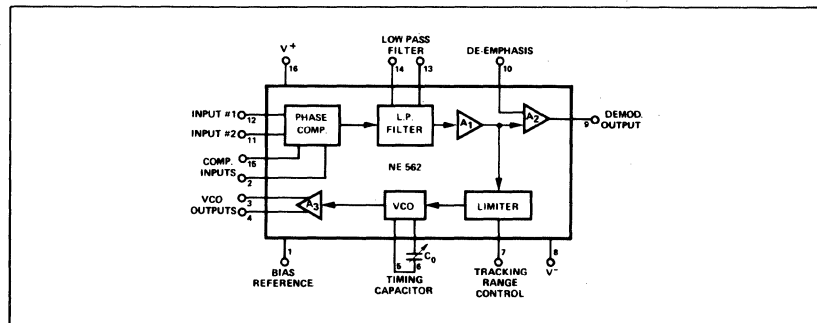 V+
16
LOW PASS
FILTER
14
13
DE-EMPHASIS
10
INPUT #1
12
INPUT #2
11
PHASE
COMP.
L.P.
FILTER
A1
A2
9
DEMOD.
OUTPUT
COMP.
INPUTS
15
2
NE 562
VCO
OUTPUTS
3
4
A3
VCO
LIMITER
1
BIAS
REFERENCE
5
6
C0
TIMING
CAPACITOR
7
TRACKING
RANGE
CONTROL
8
V-